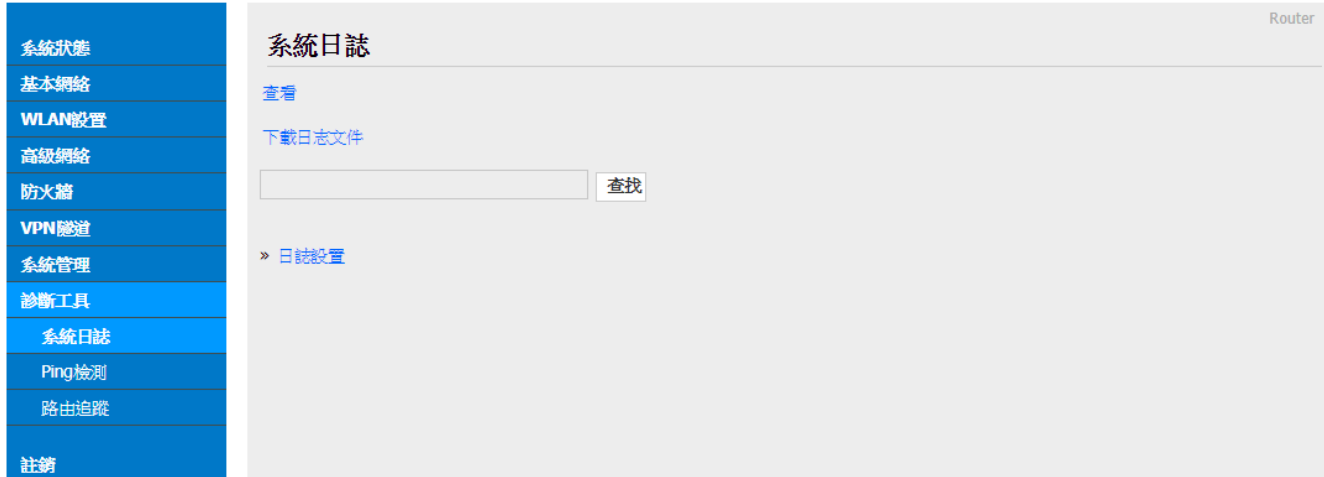 系統狀態
基本網絡
WLAN設置
高級網絡
防火牆
VPN隧道
系統管理
診斷工具
系統日誌
Ping檢測
路由追蹤
註銷
Router
系統日誌
查看
下載日志文件
查找
» 日誌設置